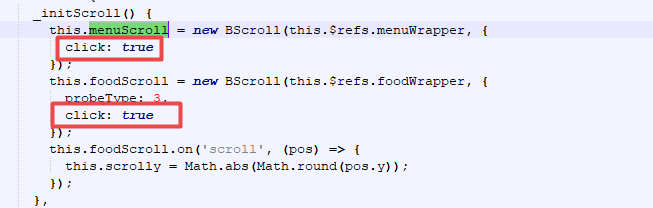 _initScroll() {
this.menuScroll = new BScroll(this.$refs.menuWrapper, {
click: true
});
this.foodScroll = new BScroll(this.$refs.foodWrapper, {
probeType: 3,
click: true
});
this.foodScroll.on('scroll', (pos) => {
this.scrolly = Math.abs(Math.round(pos.y));
});
},